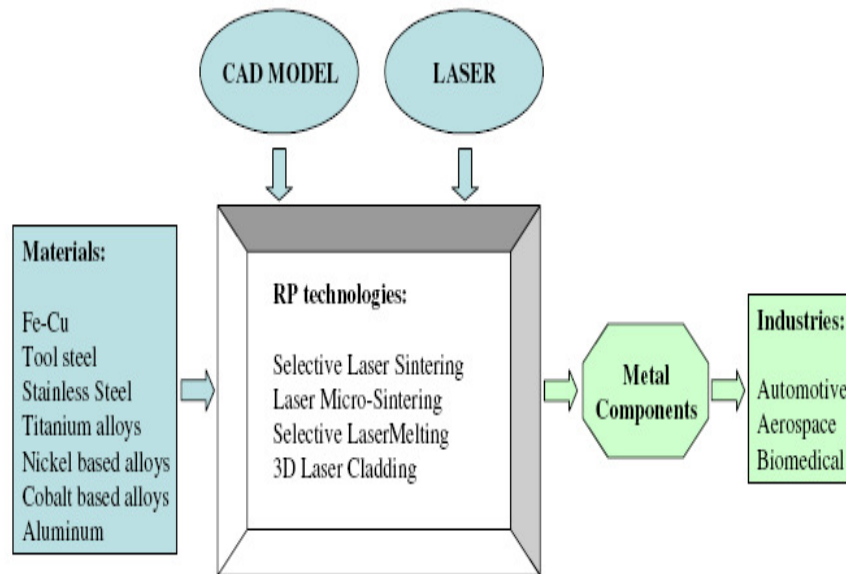 CAD MODEL
LASER
Materials:
Fe-Cu
Tool steel
Stainless Steel
Titanium alloys
Nickel based alloys
Cobalt based alloys
Aluminum
RP technologies:
Selective Laser Sintering
Laser Micro-Sintering
Selective LaserMelting
3D Laser Cladding
Metal
Components
Industries:
Automotive
Aerospace
Biomedical